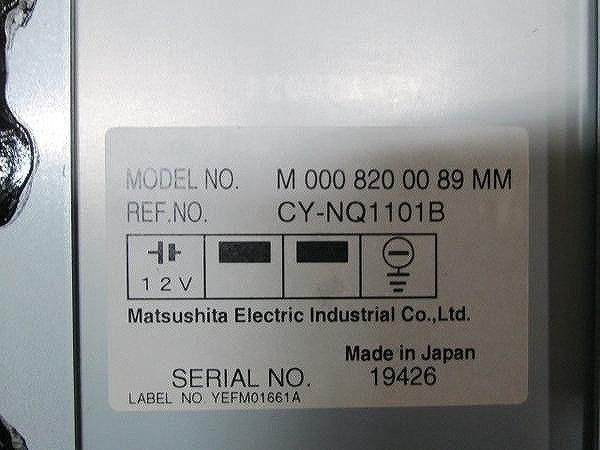 MODEL NO. M 000 820 00 89 MM
REF.NO. CY-NQ1101B
12V
Matsushita Electric Industrial Co.,Ltd.
Made in Japan
SERIAL NO. 19426
LABEL NO. YEFM01661A